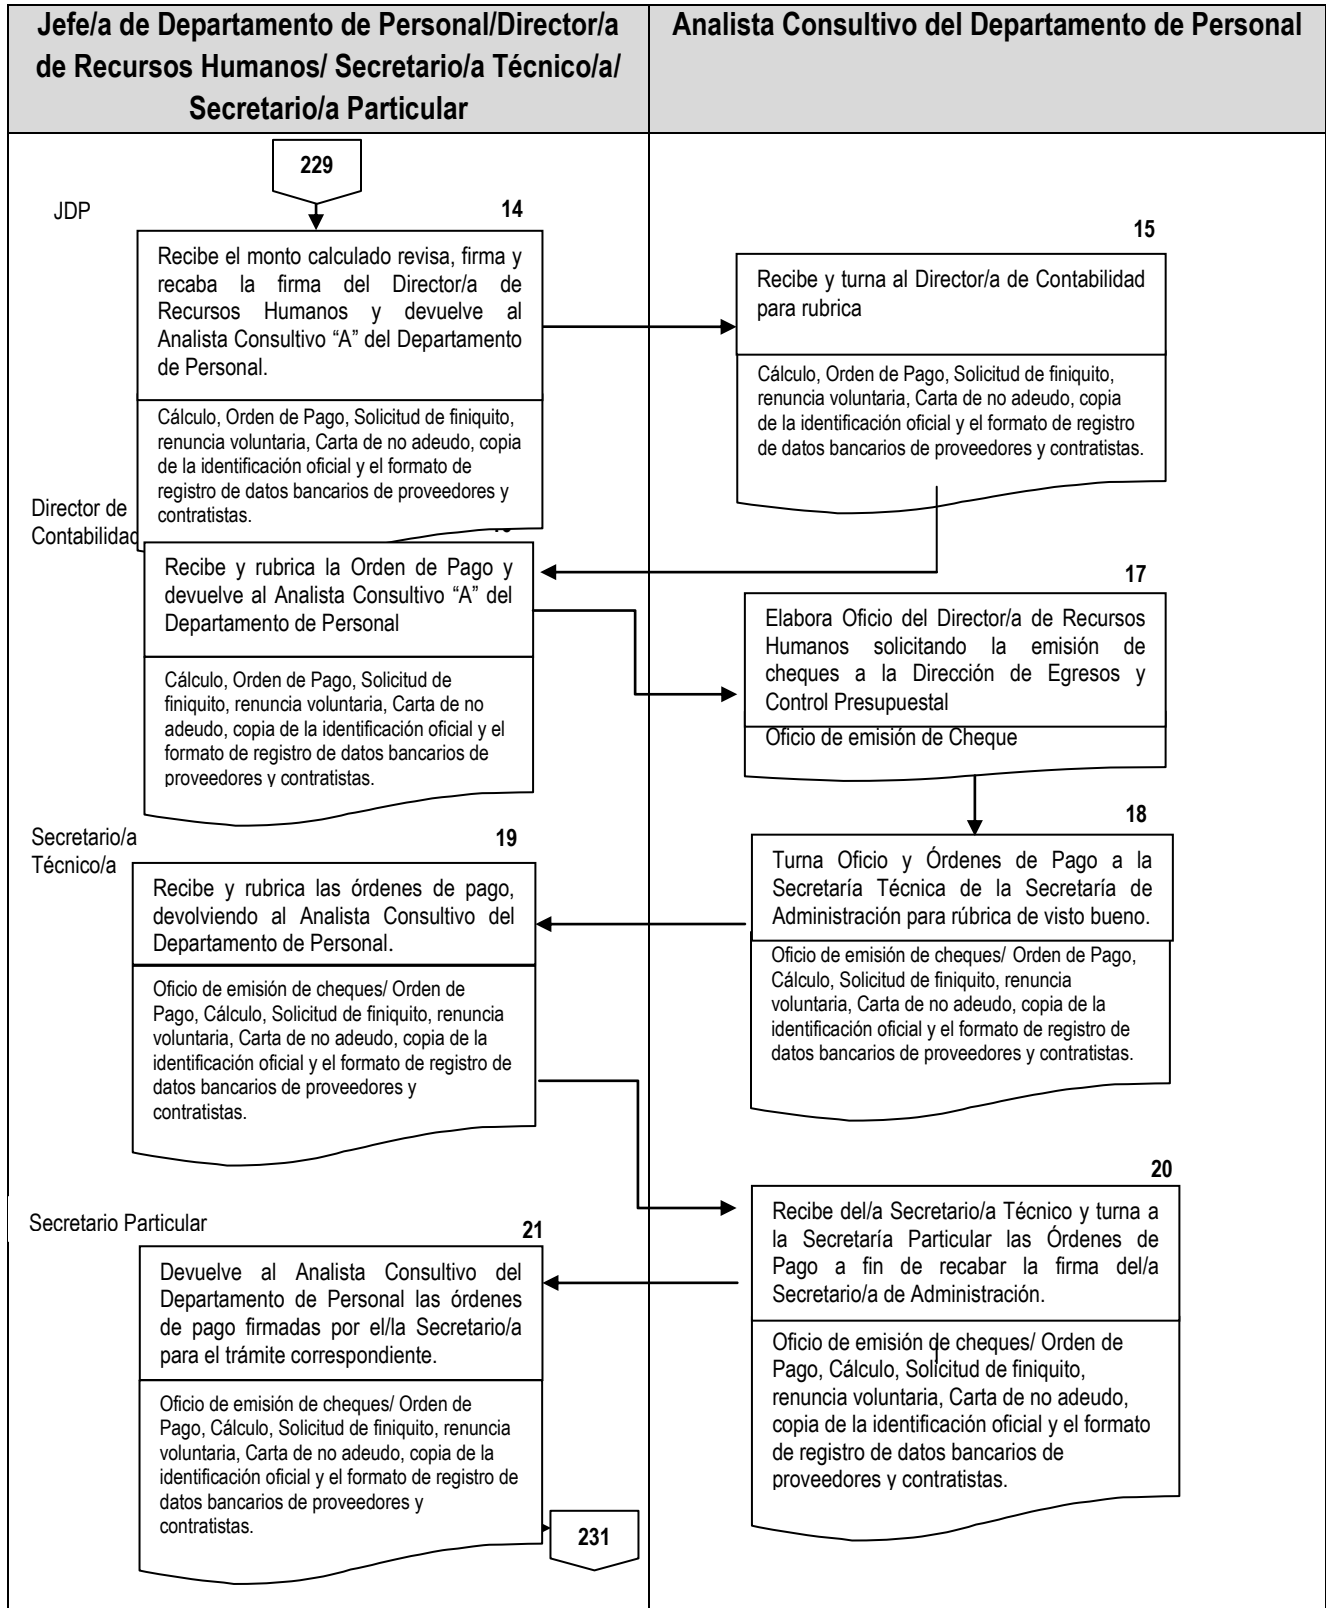 Jefe/a de Departamento de Personal/Director/a
de Recursos Humanos/ Secretario/a Técnico/a/
Secretario/a Particular
Analista Consultivo del Departamento de Personal
229
JDP
14
Recibe el monto calculado revisa, firma y
recaba la firma del Director/a de
Recursos Humanos y devuelve al
Analista Consultivo “A” del Departamento
de Personal.
Cálculo, Orden de Pago, Solicitud de finiquito,
renuncia voluntaria, Carta de no adeudo, copia
de la identificación oficial y el formato de
registro de datos bancarios de proveedores y
contratistas.
15
Recibe y turna al Director/a de Contabilidad
para rubrica
Cálculo, Orden de Pago, Solicitud de finiquito,
renuncia voluntaria, Carta de no adeudo, copia
de la identificación oficial y el formato de registro
de datos bancarios de proveedores y contratistas.
Director de
Contabilidad
Recibe y rubrica la Orden de Pago y
devuelve al Analista Consultivo “A” del
Departamento de Personal
Cálculo, Orden de Pago, Solicitud de
finiquito, renuncia voluntaria, Carta de no
adeudo, copia de la identificación oficial y el
formato de registro de datos bancarios de
proveedores y contratistas.
17
Elabora Oficio del Director/a de Recursos
Humanos solicitando la emisión de
cheques a la Dirección de Egresos y
Control Presupuestal
Oficio de emisión de Cheque
18
Turna Oficio y Órdenes de Pago a la
Secretaría Técnica de la Secretaría de
Administración para rúbrica de visto bueno.
Oficio de emisión de cheques/ Orden de Pago,
Cálculo, Solicitud de finiquito, renuncia
voluntaria, Carta de no adeudo, copia de la
identificación oficial y el formato de registro de
datos bancarios de proveedores y contratistas.
Secretario/a
Técnico/a
19
Recibe y rubrica las órdenes de pago,
devolviendo al Analista Consultivo del
Departamento de Personal.
Oficio de emisión de cheques/ Orden de
Pago, Cálculo, Solicitud de finiquito, renuncia
voluntaria, Carta de no adeudo, copia de la
identificación oficial y el formato de registro de
datos bancarios de proveedores y
contratistas.
20
Recibe del/a Secretario/a Técnico y turna a
la Secretaría Particular las Órdenes de
Pago a fin de recabar la firma del/a
Secretario/a de Administración.
Oficio de emisión de cheques/ Orden de
Pago, Cálculo, Solicitud de finiquito,
renuncia voluntaria, Carta de no adeudo,
copia de la identificación oficial y el formato
de registro de datos bancarios de
proveedores y contratistas.
Secretario Particular
21
Devuelve al Analista Consultivo del
Departamento de Personal las órdenes
de pago firmadas por el/la Secretario/a
para el trámite correspondiente.
Oficio de emisión de cheques/ Orden de
Pago, Cálculo, Solicitud de finiquito, renuncia
voluntaria, Carta de no adeudo, copia de la
identificación oficial y el formato de registro de
datos bancarios de proveedores y
contratistas.
231